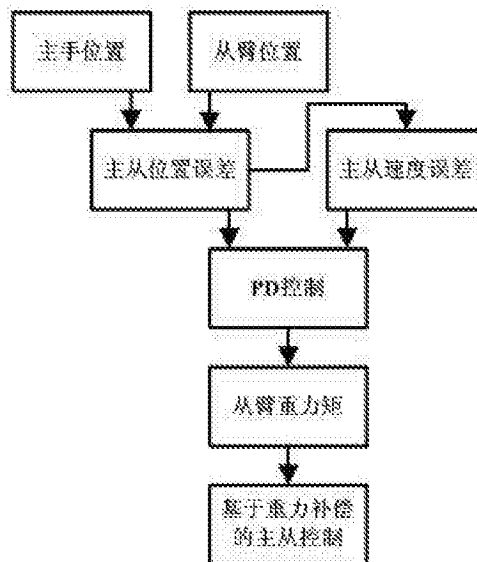 主手位置
从臂位置
主从位置误差
主从速度误差
PD控制
从臂重力矩
基于重力补偿
的主从控制